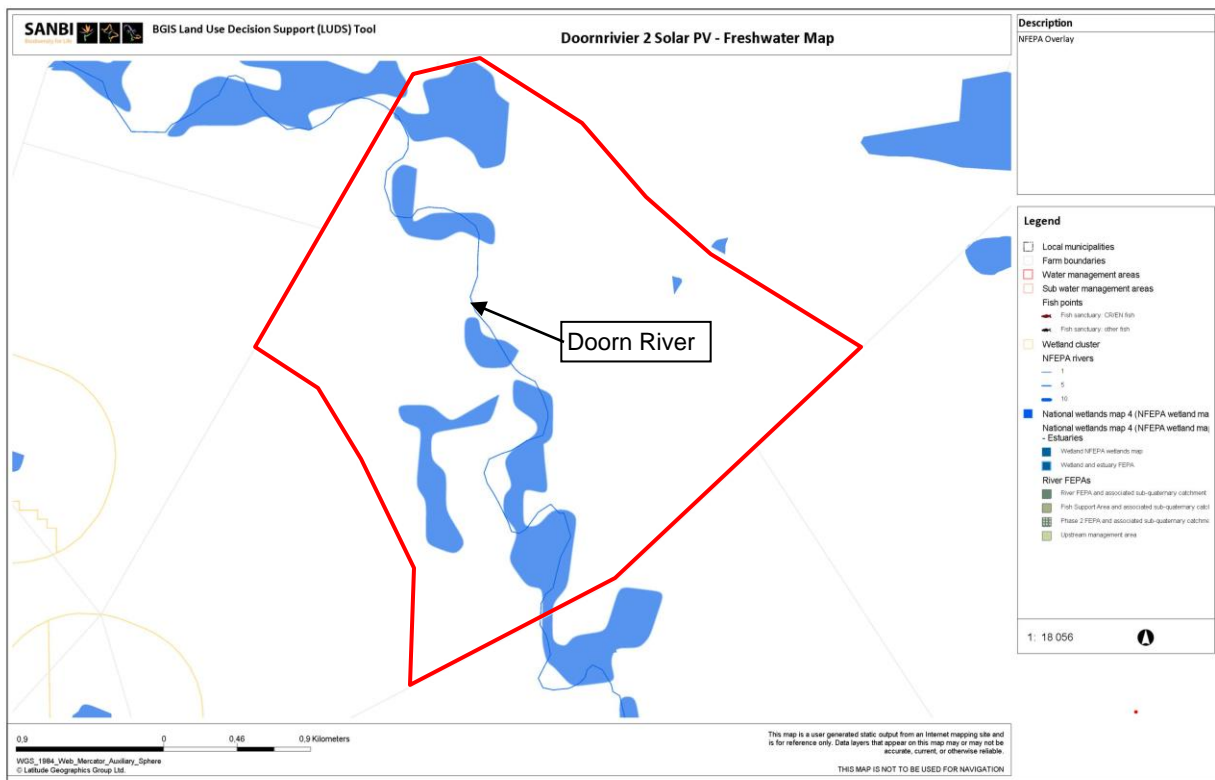 SANBI
Biodiversity for Life
BGIS Land Use Decision Support (LUDS) Tool
Doornrivier 2 Solar PV - Freshwater Map
Description
NFEPA Overlay
Doorn River
Legend
Local municipalities
Farm boundaries
Water management areas
Sub water management areas
Fish points
Fish sanctuary: CR/EN fish
Fish sanctuary: other fish
Wetland cluster
NFEPA rivers
1
5
10
National wetlands map 4 (NFEPA wetland ma
National wetlands map 4 (NFEPA wetland map
- Estuaries
Wetland NFEPA wetlands map
Wetland and estuary FEPA
River FEPAs
River FEPA and associated sub-quaternary catchment
Fish Support Area and associated sub-quaternary catc
Phase 2 FEPA and associated sub-quaternary catchme
Upstream management area
1: 18 056
0,9 0 0,46 0,9 Kilometers
WGS_1984_Web_Mercator_Auxiliary_Sphere
© Latitude Geographics Group Ltd.
This map is a user generated static output from an Internet mapping site and
is for reference only. Data layers that appear on this map may or may not be
accurate, current, or otherwise reliable.
THIS MAP IS NOT TO BE USED FOR NAVIGATION